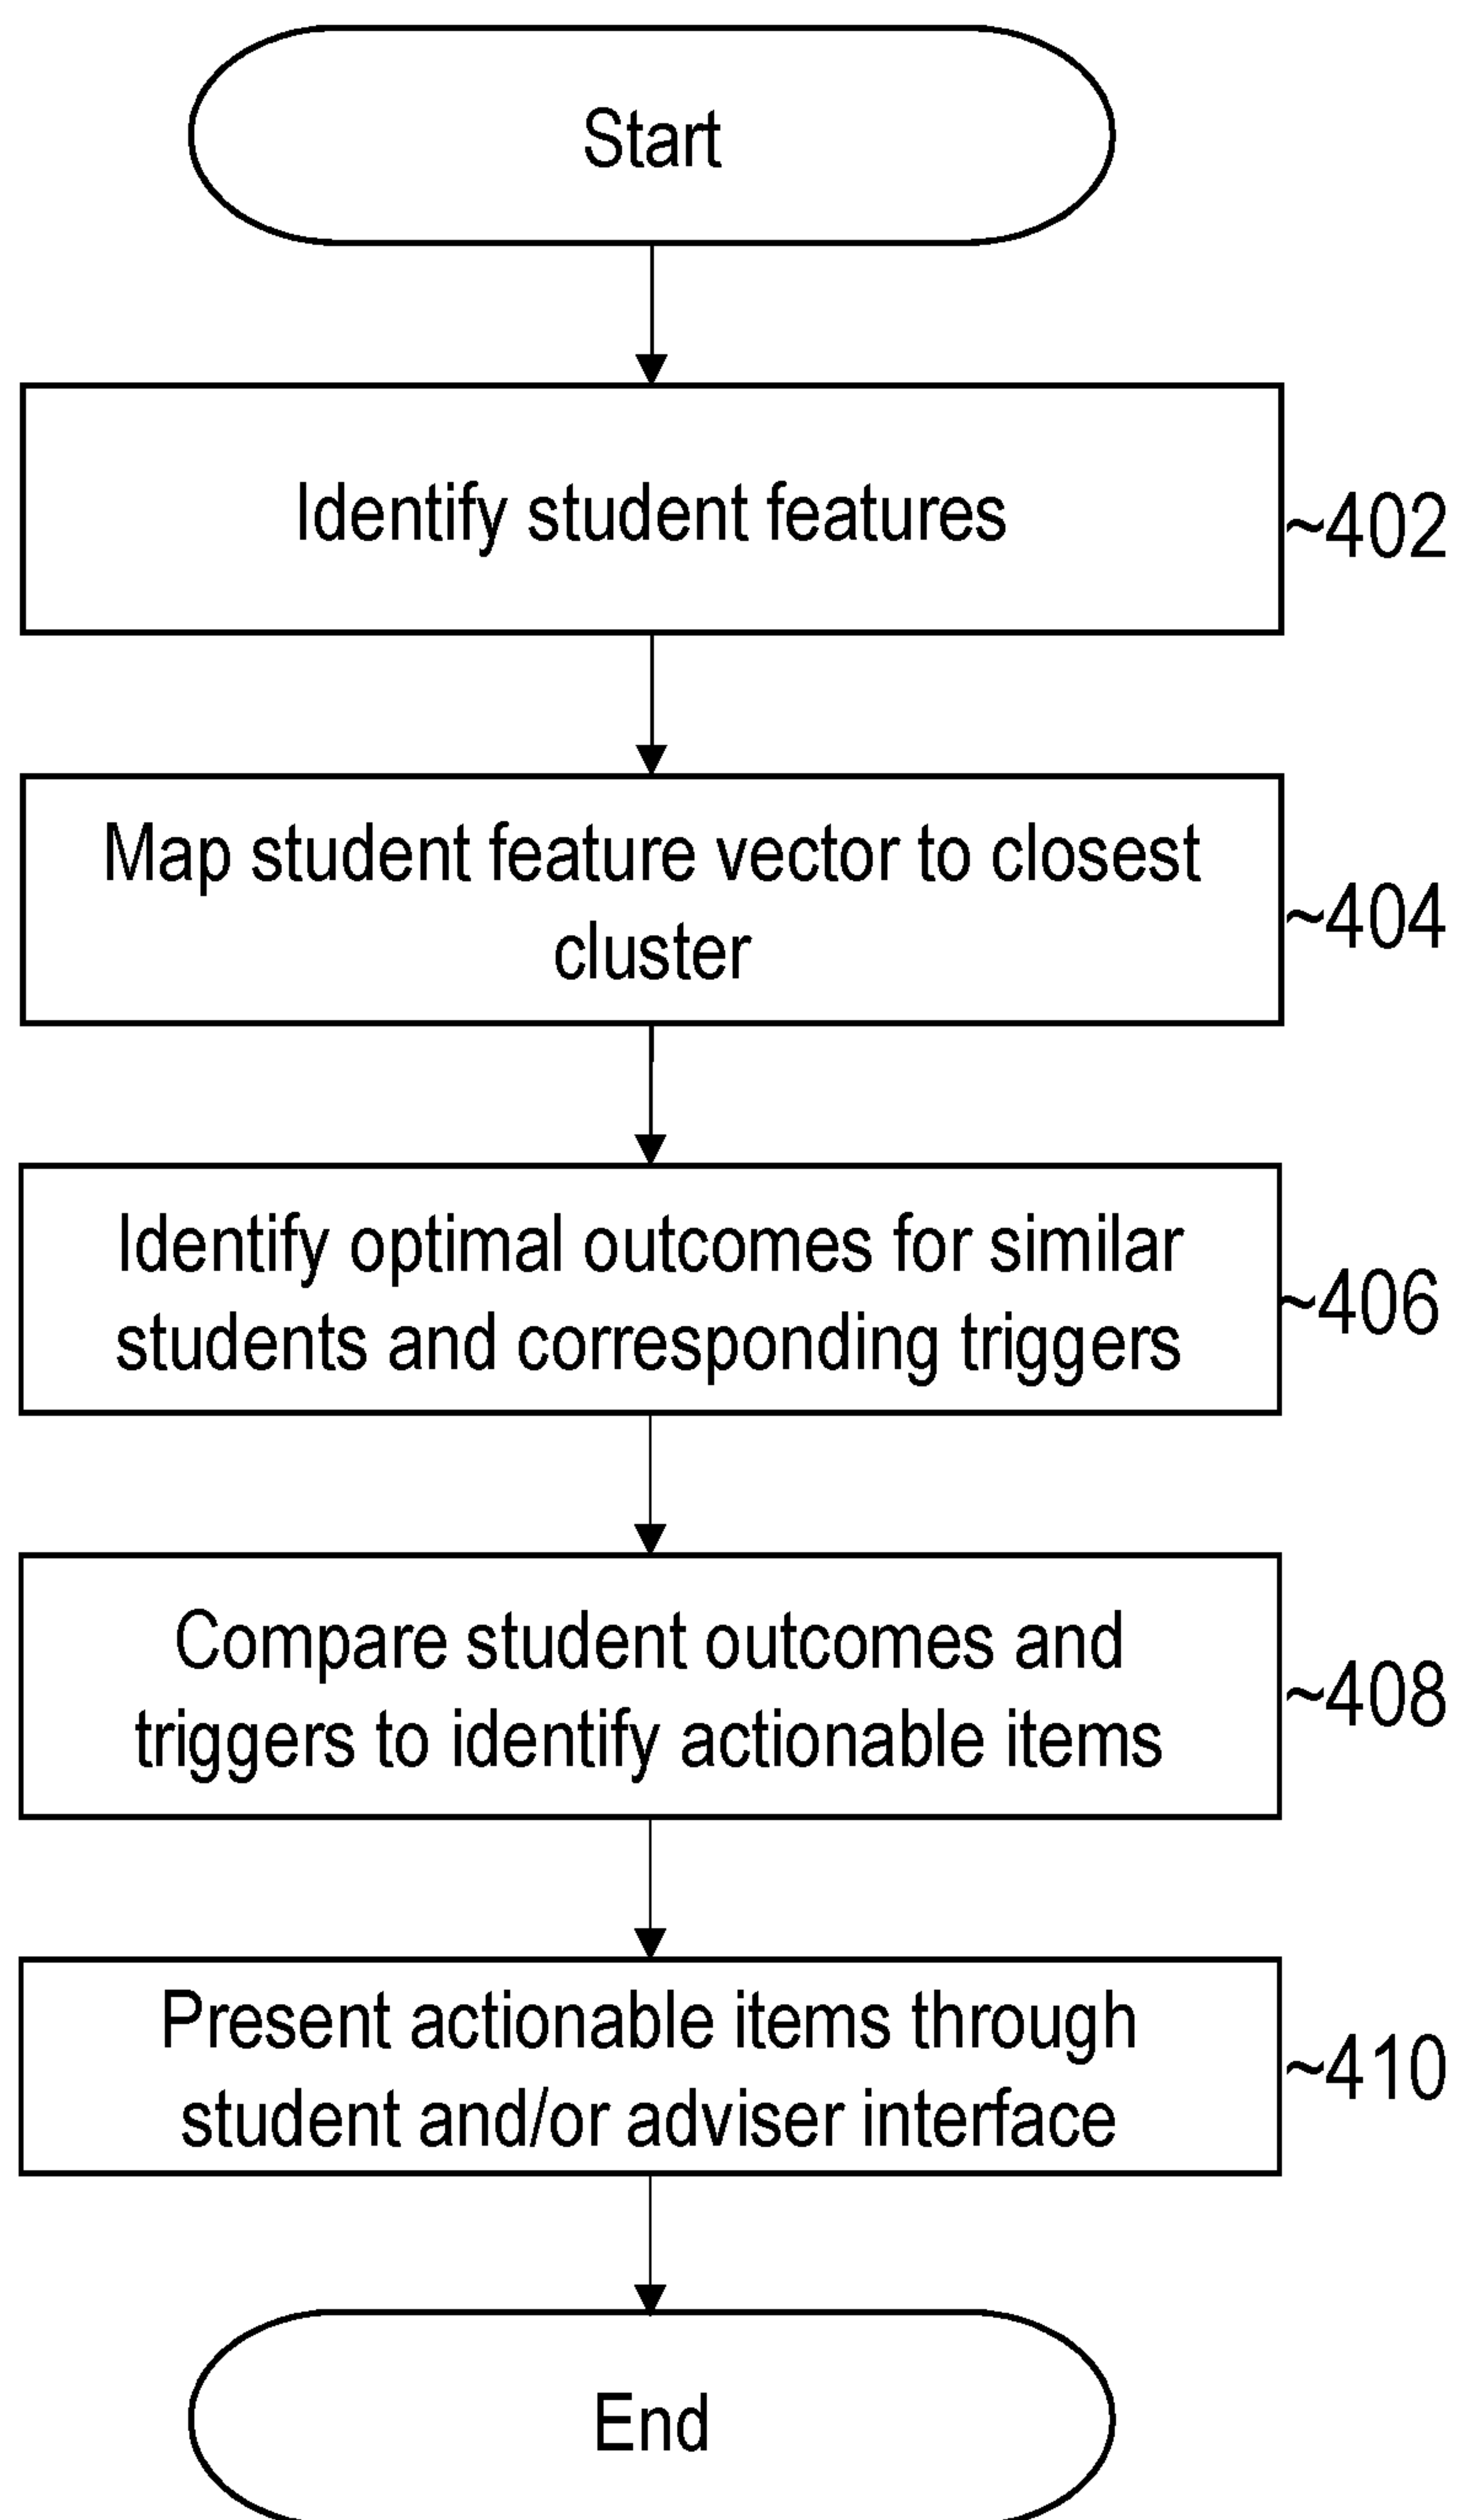 Start
Identify student features
~402
Map student feature vector to closest
cluster
~404
Identify optimal outcomes for similar
students and corresponding triggers
~406
Compare student outcomes and
triggers to identify actionable items
~408
Present actionable items through
student and/or adviser interface
~410
End